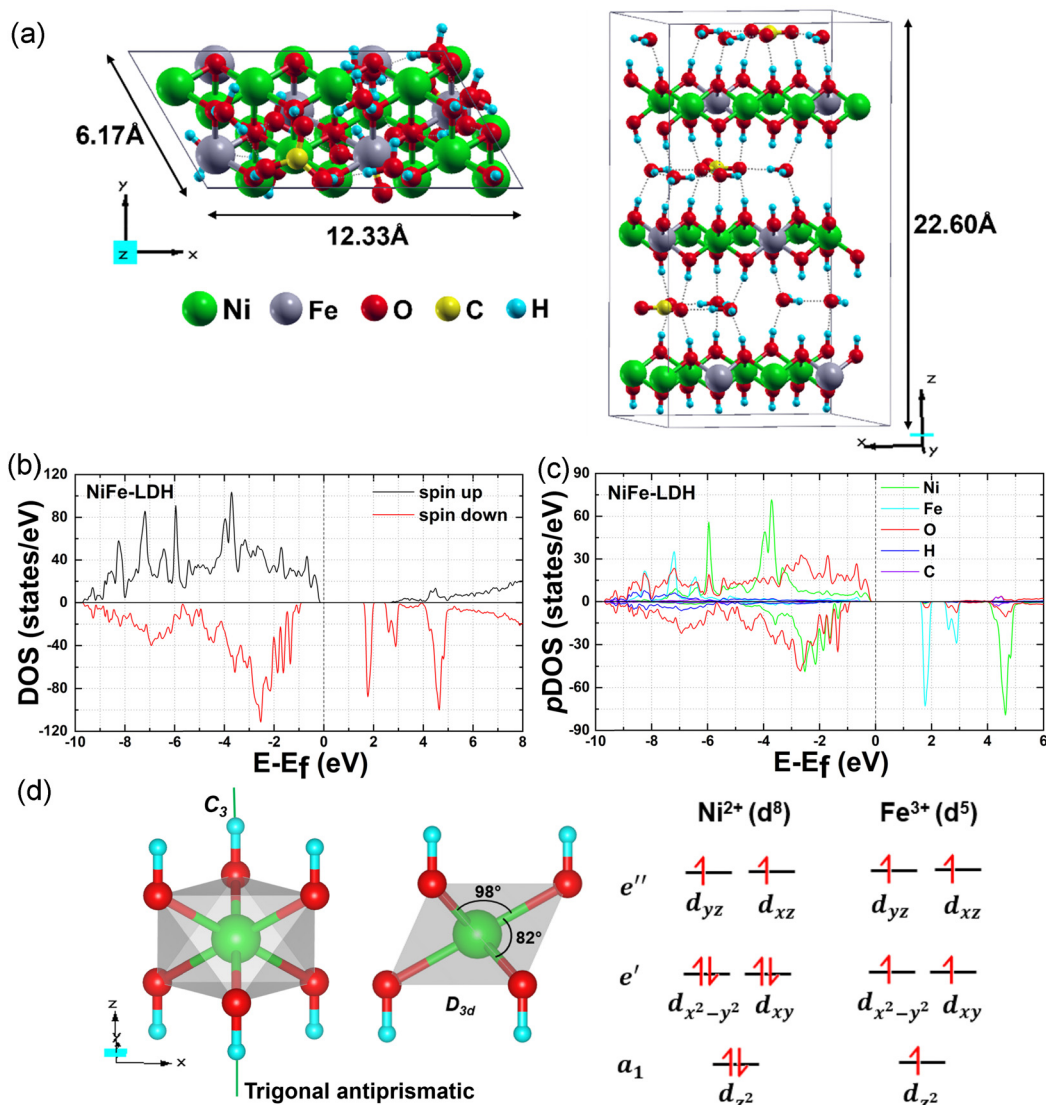 (a)
6.17Å
12.33Å
y
z
x
22.60Å
z
x
y
Ni Fe O C H
(b)
NiFe-LDH
spin up
spin down
DOS (states/eV)
120
80
40
0
-40
-80
-120
-10 -8 -6 -4 -2 0 2 4 6 8
E-Ef (eV)
(c)
NiFe-LDH
Ni
Fe
O
H
C
pDOS (states/eV)
90
60
30
0
-30
-60
-90
-10 -8 -6 -4 -2 0 2 4 6
E-Ef (eV)
(d)
C3
98°
82°
D3d
z
y
x
Trigonal antiprismatic
Ni²⁺ (d⁸) Fe³⁺ (d⁵)
e''
dyz dxz dyz dxz
e'
dx²−y² dxy dx²−y² dxy
a₁
dz² dz²